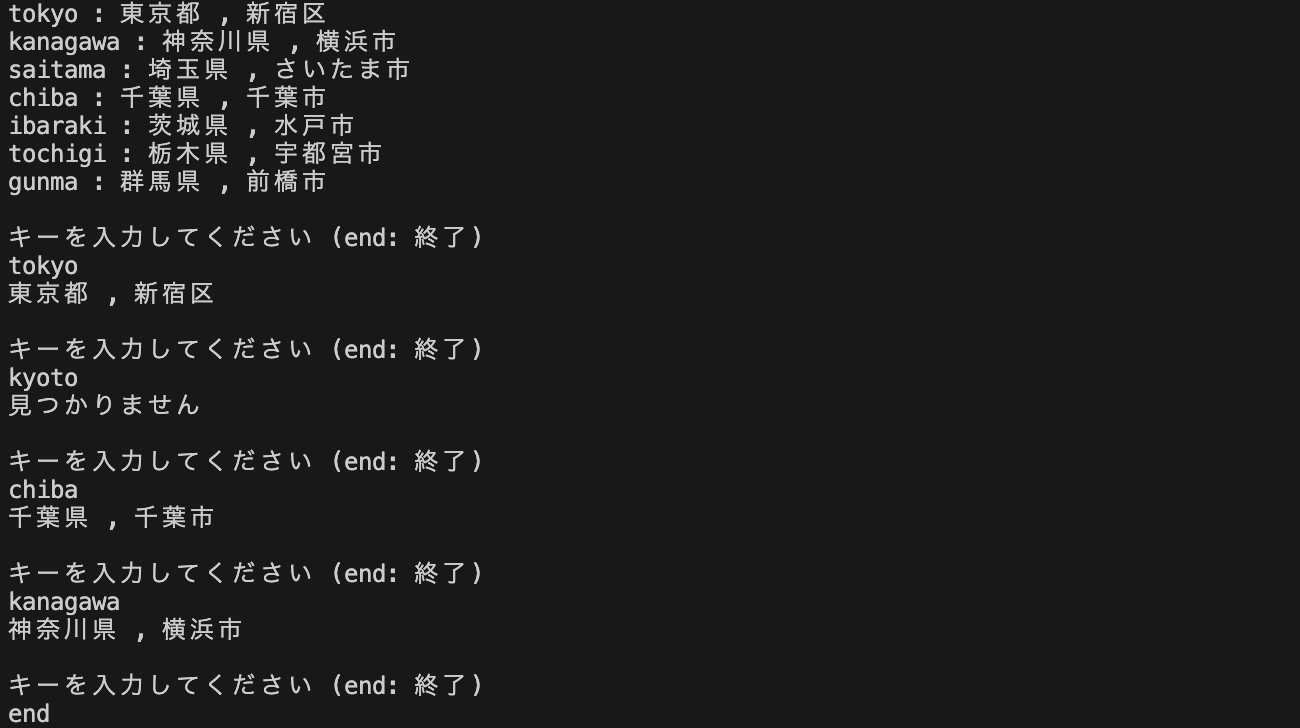 tokyo : 東京都 , 新宿区
kanagawa : 神奈川県 , 横浜市
saitama : 埼玉県 , さいたま市
chiba : 千葉県 , 千葉市
ibaraki : 茨城県 , 水戸市
tochigi : 栃木県 , 宇都宮市
gunma : 群馬県 , 前橋市
キーを入力してください (end: 終了)
tokyo
東京都 , 新宿区
キーを入力してください (end: 終了)
kyoto
見つかりません
キーを入力してください (end: 終了)
chiba
千葉県 , 千葉市
キーを入力してください (end: 終了)
kanagawa
神奈川県 , 横浜市
キーを入力してください (end: 終了)
end